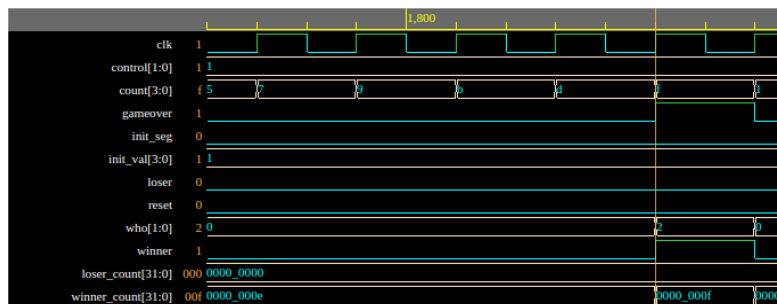 1,800
clk 1
control[1:0] 1 1
count[3:0] f 5 7 9 b d f 1
gameover 1
init_seg 0
init_val[3:0] 1 1
loser 0
reset 0
who[1:0] 2 0 2 0
winner 1
loser_count[31:0] 000 0000_0000
winner_count[31:0] 00f 0000_000e 0000_000f 0000